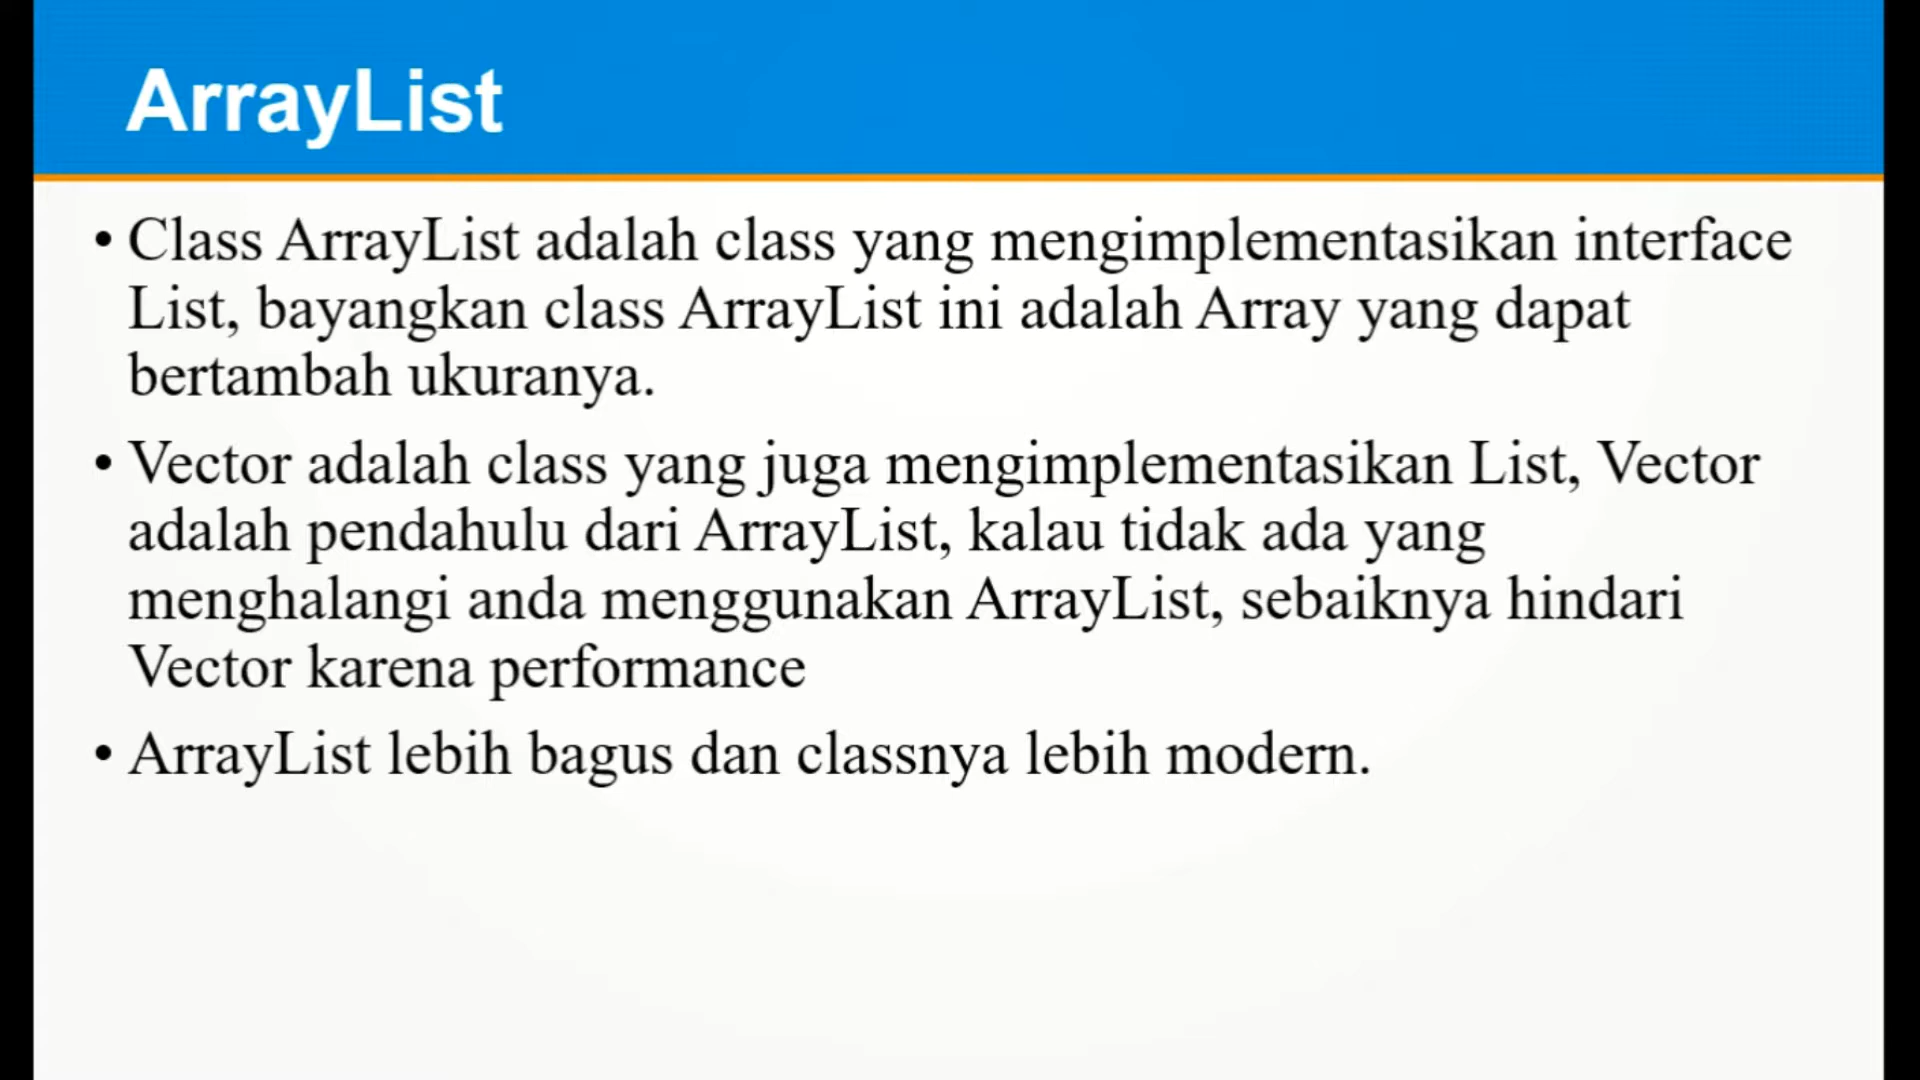 ArrayList
• Class ArrayList adalah class yang mengimplementasikan interface
List, bayangkan class ArrayList ini adalah Array yang dapat
bertambah ukuranya.
• Vector adalah class yang juga mengimplementasikan List, Vector
adalah pendahulu dari ArrayList, kalau tidak ada yang
menghalangi anda menggunakan ArrayList, sebaiknya hindari
Vector karena performance
• ArrayList lebih bagus dan classnya lebih modern.